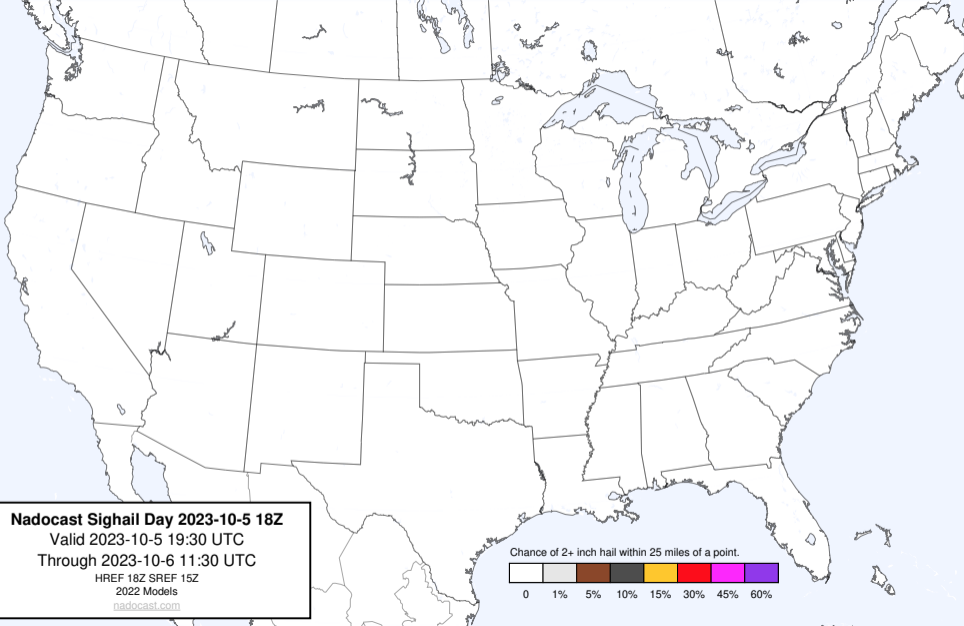 Nadocast Sighail Day 2023-10-5 18Z
Valid 2023-10-5 19:30 UTC
Through 2023-10-6 11:30 UTC
HREF 18Z SREF 15Z
2022 Models
nadocast.com
Chance of 2+ inch hail within 25 miles of a point.
0 1% 5% 10% 15% 30% 45% 60%